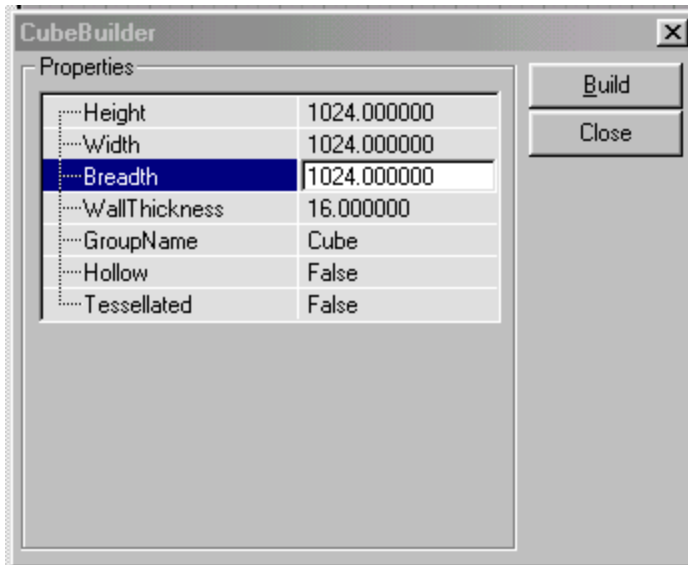 CubeBuilder
Properties
Build
Close
Height 1024.000000
Width 1024.000000
Breadth 1024.000000
WallThickness 16.000000
GroupName Cube
Hollow False
Tessellated False